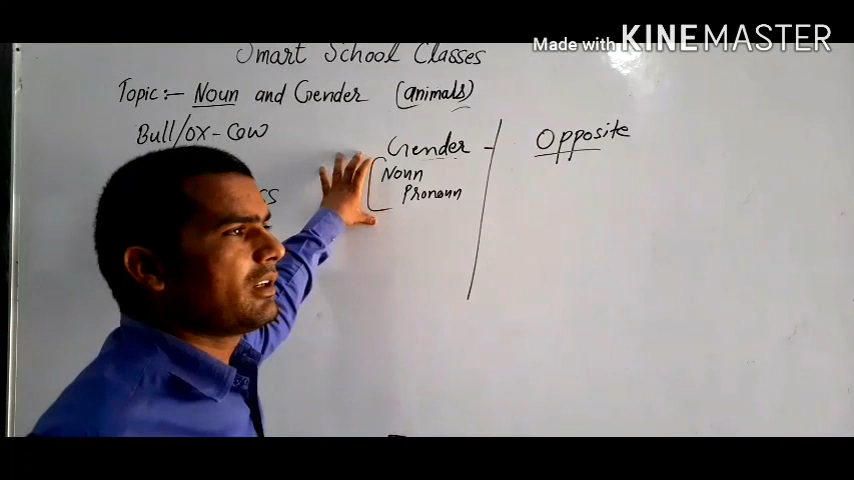 Made with KINEMASTER
Smart School Classes
Topic:- Noun and Gender (animals)
Bull/ox-Cow
Gender -
Opposite
Noun
Pronoun